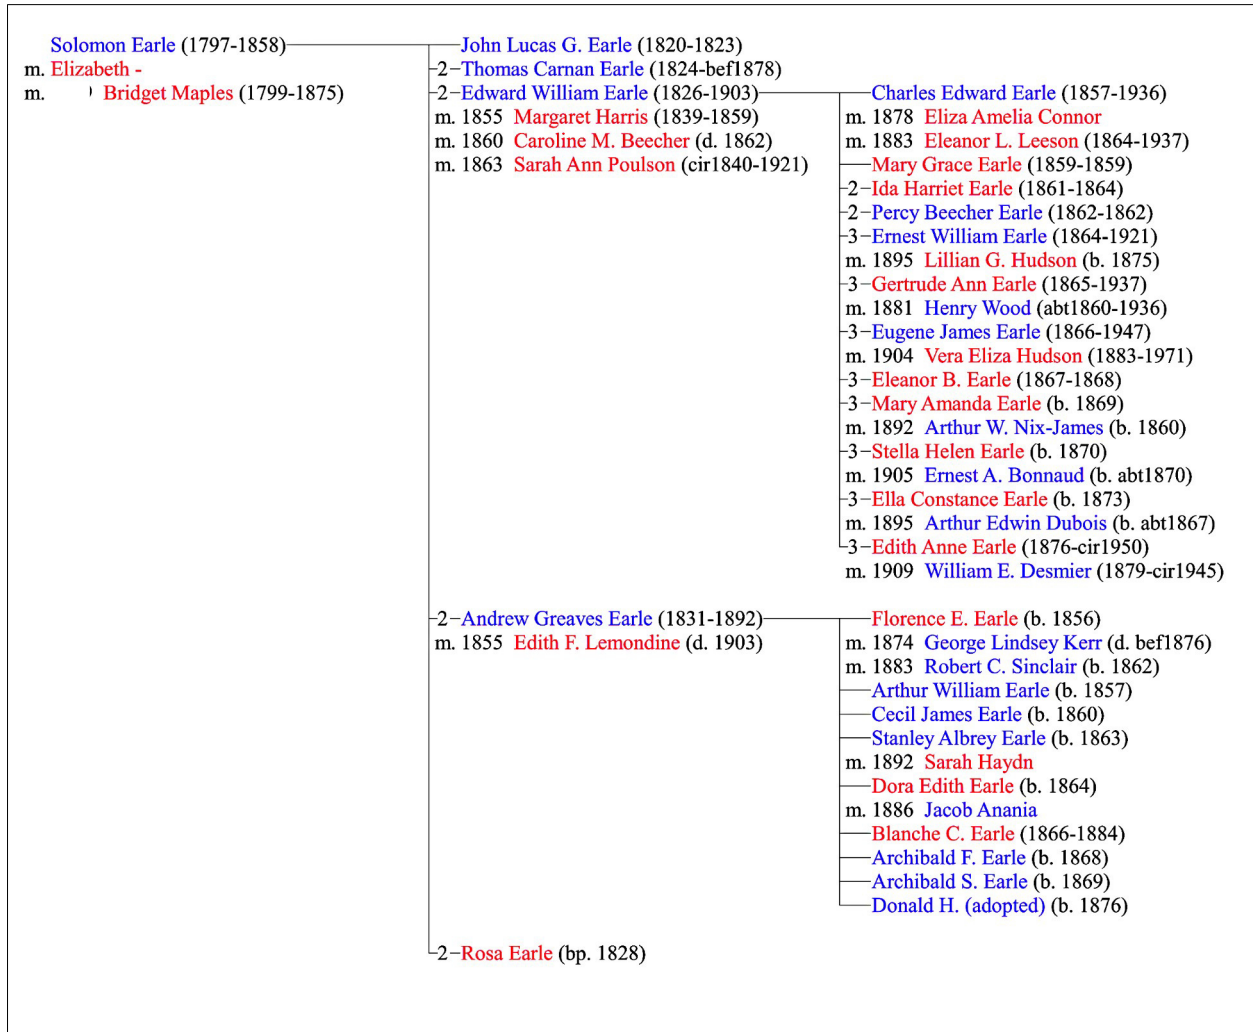 Solomon Earle (1797-1858)
m. Elizabeth -
m. Bridget Maples (1799-1875)
John Lucas G. Earle (1820-1823)
2 Thomas Carnan Earle (1824-bef1878)
2 Edward William Earle (1826-1903)
m. 1855 Margaret Harris (1839-1859)
m. 1860 Caroline M. Beecher (d. 1862)
m. 1863 Sarah Ann Poulson (cir1840-1921)
Charles Edward Earle (1857-1936)
m. 1878 Eliza Amelia Connor
m. 1883 Eleanor L. Leeson (1864-1937)
Mary Grace Earle (1859-1859)
2 Ida Harriet Earle (1861-1864)
2 Percy Beecher Earle (1862-1862)
3 Ernest William Earle (1864-1921)
m. 1895 Lillian G. Hudson (b. 1875)
3 Gertrude Ann Earle (1865-1937)
m. 1881 Henry Wood (abt1860-1936)
3 Eugene James Earle (1866-1947)
m. 1904 Vera Eliza Hudson (1883-1971)
3 Eleanor B. Earle (1867-1868)
3 Mary Amanda Earle (b. 1869)
m. 1892 Arthur W. Nix-James (b. 1860)
3 Stella Helen Earle (b. 1870)
m. 1905 Ernest A. Bonnaud (b. abt1870)
3 Ella Constance Earle (b. 1873)
m. 1895 Arthur Edwin Dubois (b. abt1867)
3 Edith Anne Earle (1876-cir1950)
m. 1909 William E. Desmier (1879-cir1945)
2 Andrew Greaves Earle (1831-1892)
m. 1855 Edith F. Lemondine (d. 1903)
Florence E. Earle (b. 1856)
m. 1874 George Lindsey Kerr (d. bef1876)
m. 1883 Robert C. Sinclair (b. 1862)
Arthur William Earle (b. 1857)
Cecil James Earle (b. 1860)
Stanley Albrey Earle (b. 1863)
m. 1892 Sarah Haydn
Dora Edith Earle (b. 1864)
m. 1886 Jacob Anania
Blanche C. Earle (1866-1884)
Archibald F. Earle (b. 1868)
Archibald S. Earle (b. 1869)
Donald H. (adopted) (b. 1876)
2 Rosa Earle (bp. 1828)